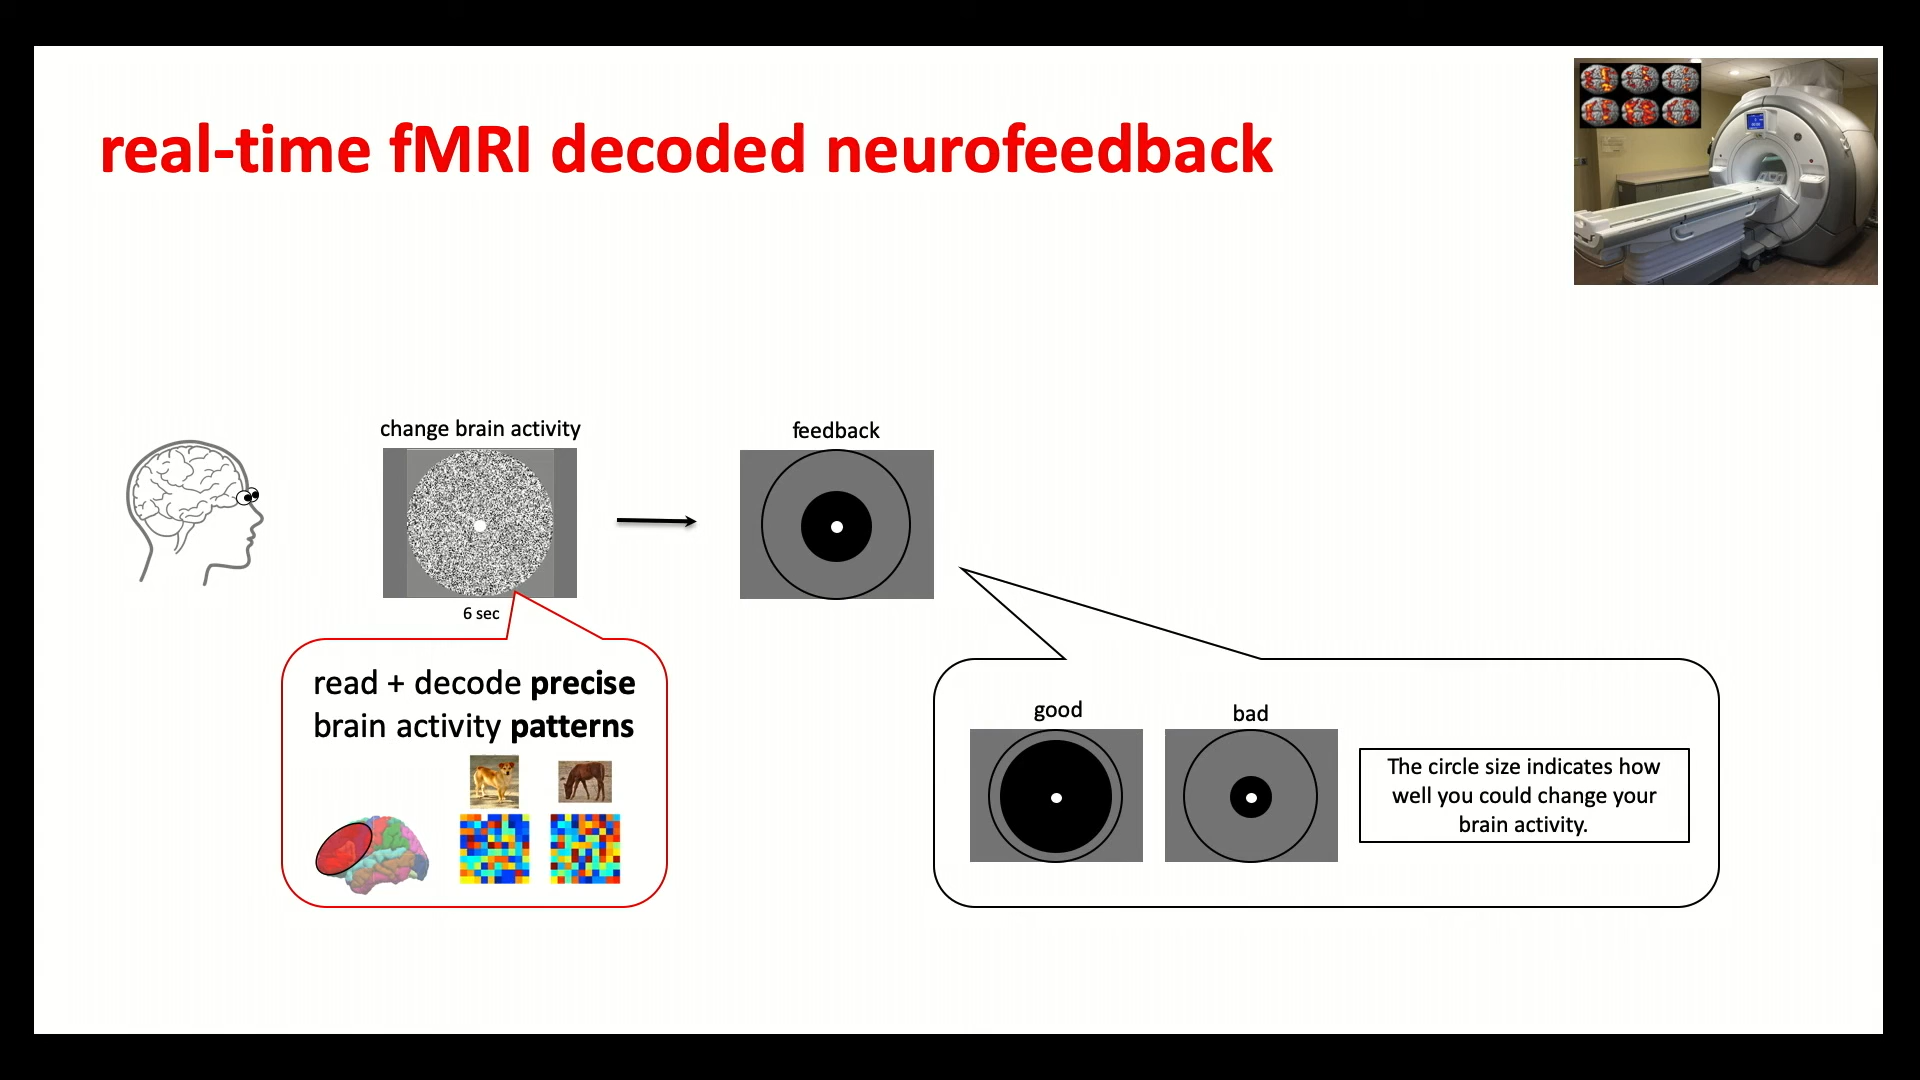 real-time fMRI decoded neurofeedback
change brain activity
feedback
6 sec
read + decode precise
brain activity patterns
good
bad
The circle size indicates how
well you could change your
brain activity.